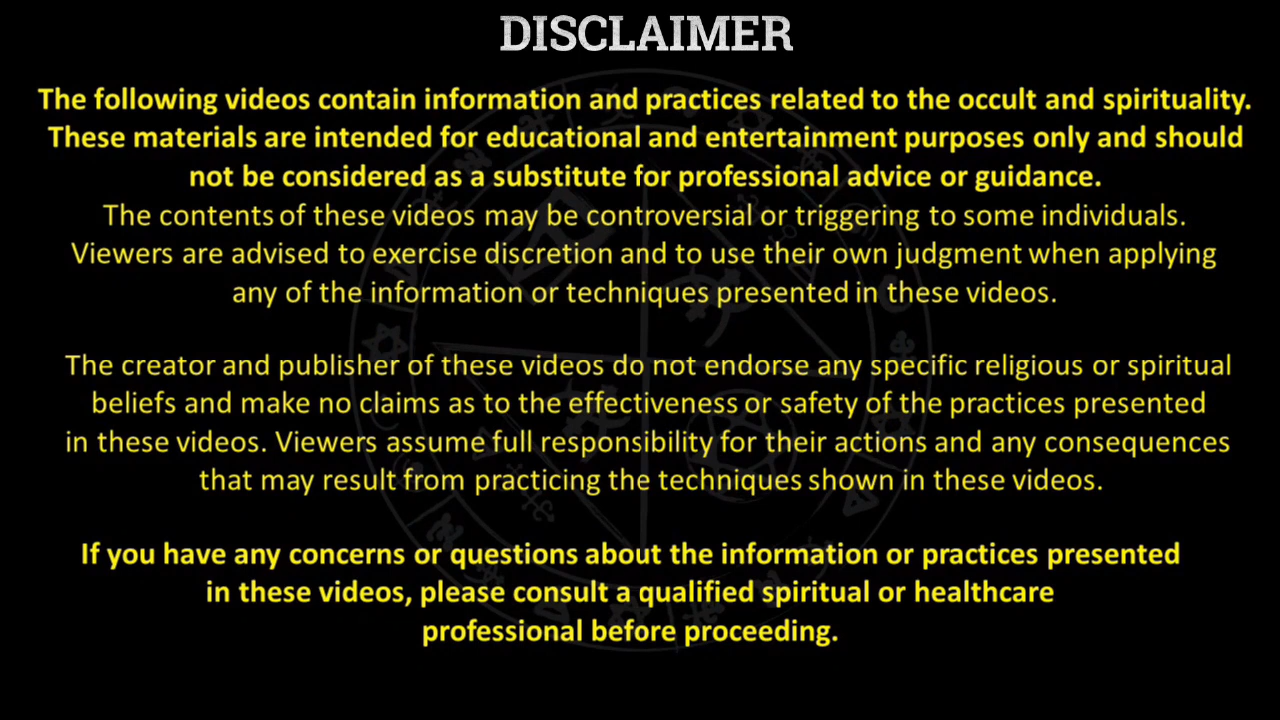 DISCLAIMER
The following videos contain information and practices related to the occult and spirituality.
These materials are intended for educational and entertainment purposes only and should
not be considered as a substitute for professional advice or guidance.
The contents of these videos may be controversial or triggering to some individuals.
Viewers are advised to exercise discretion and to use their own judgment when applying
any of the information or techniques presented in these videos.
The creator and publisher of these videos do not endorse any specific religious or spiritual
beliefs and make no claims as to the effectiveness or safety of the practices presented
in these videos. Viewers assume full responsibility for their actions and any consequences
that may result from practicing the techniques shown in these videos.
If you have any concerns or questions about the information or practices presented
in these videos, please consult a qualified spiritual or healthcare
professional before proceeding.